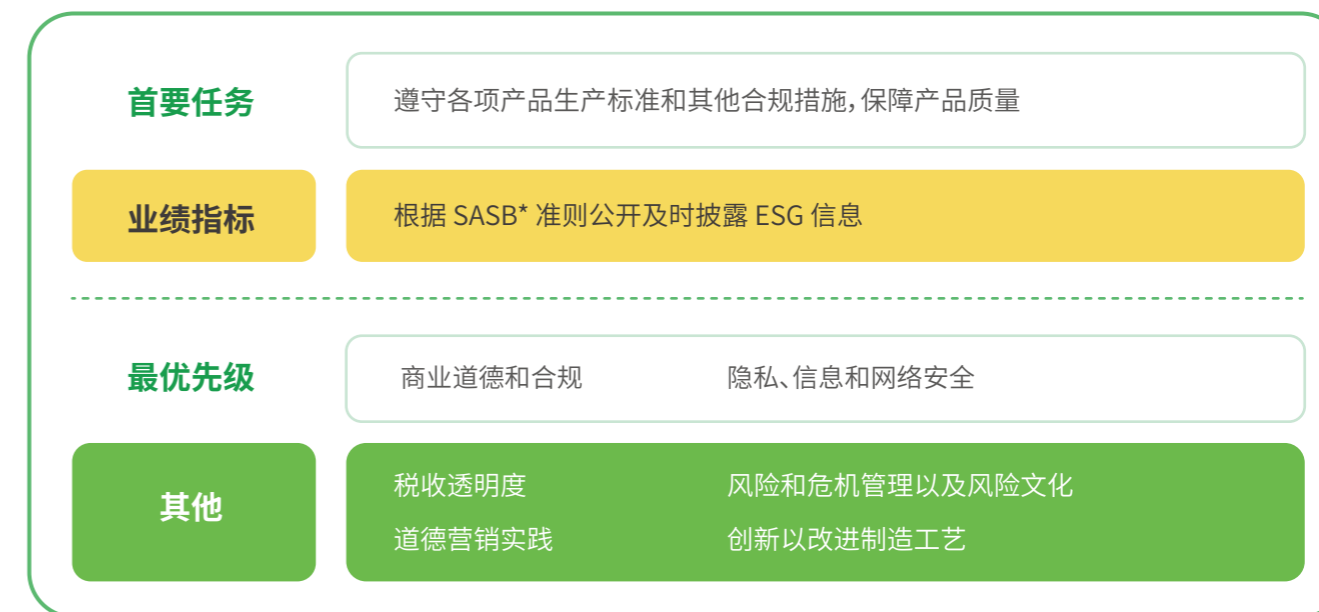 首要任务
遵守各项产品生产标准和其他合规措施,保障产品质量
业绩指标
根据 SASB* 准则公开及时披露 ESG 信息
最优先级
商业道德和合规 隐私、信息和网络安全
其他
税收透明度 风险和危机管理以及风险文化
道德营销实践 创新以改进制造工艺